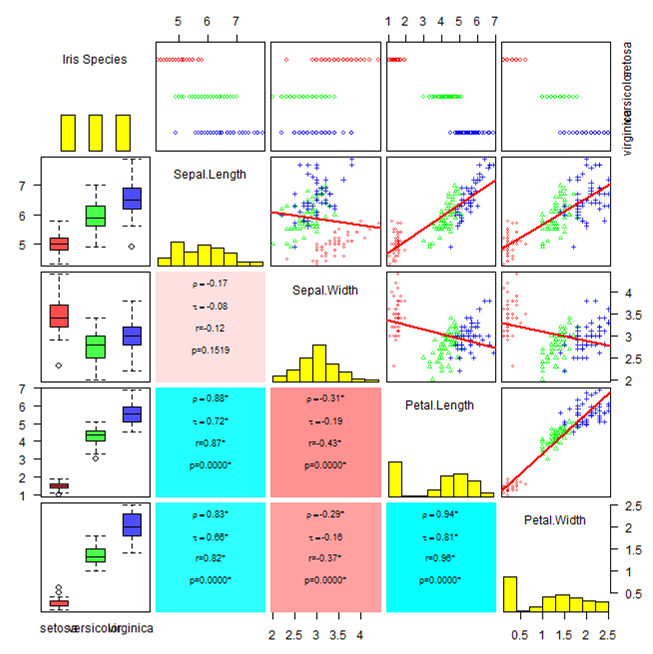 5 6 7
1 2 3 4 5 6 7
Iris Species
setosa
versicolor
virginica
Sepal.Length
7
6
5
ρ = -0.17
τ = -0.08
r=-0.12
p=0.1519
Sepal.Width
4
3.5
3
2.5
2
7
6
5
4
3
2
1
ρ = 0.88*
τ = 0.72*
r=0.87*
p=0.0000*
ρ = -0.31*
τ = -0.19
r=-0.43*
p=0.0000*
Petal.Length
ρ = 0.83*
τ = 0.66*
r=0.82*
p=0.0000*
ρ = -0.29*
τ = -0.16
r=-0.37*
p=0.0000*
ρ = 0.94*
τ = 0.81*
r=0.96*
p=0.0000*
Petal.Width
2.5
2
1.5
1
0.5
setosa versicolor virginica
2 2.5 3 3.5 4
0.5 1 1.5 2 2.5